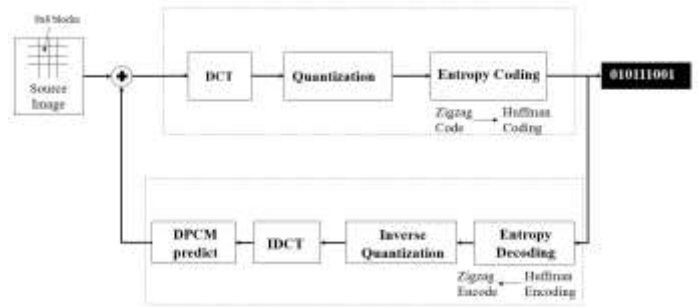 8x8 blocks
Source
Image
DCT
Quantization
Entropy Coding
010111001
Zigzag
Code
Huffman
Coding
DPCM
predict
IDCT
Inverse
Quantization
Entropy
Decoding
Zigzag
Encode
Huffman
Encoding